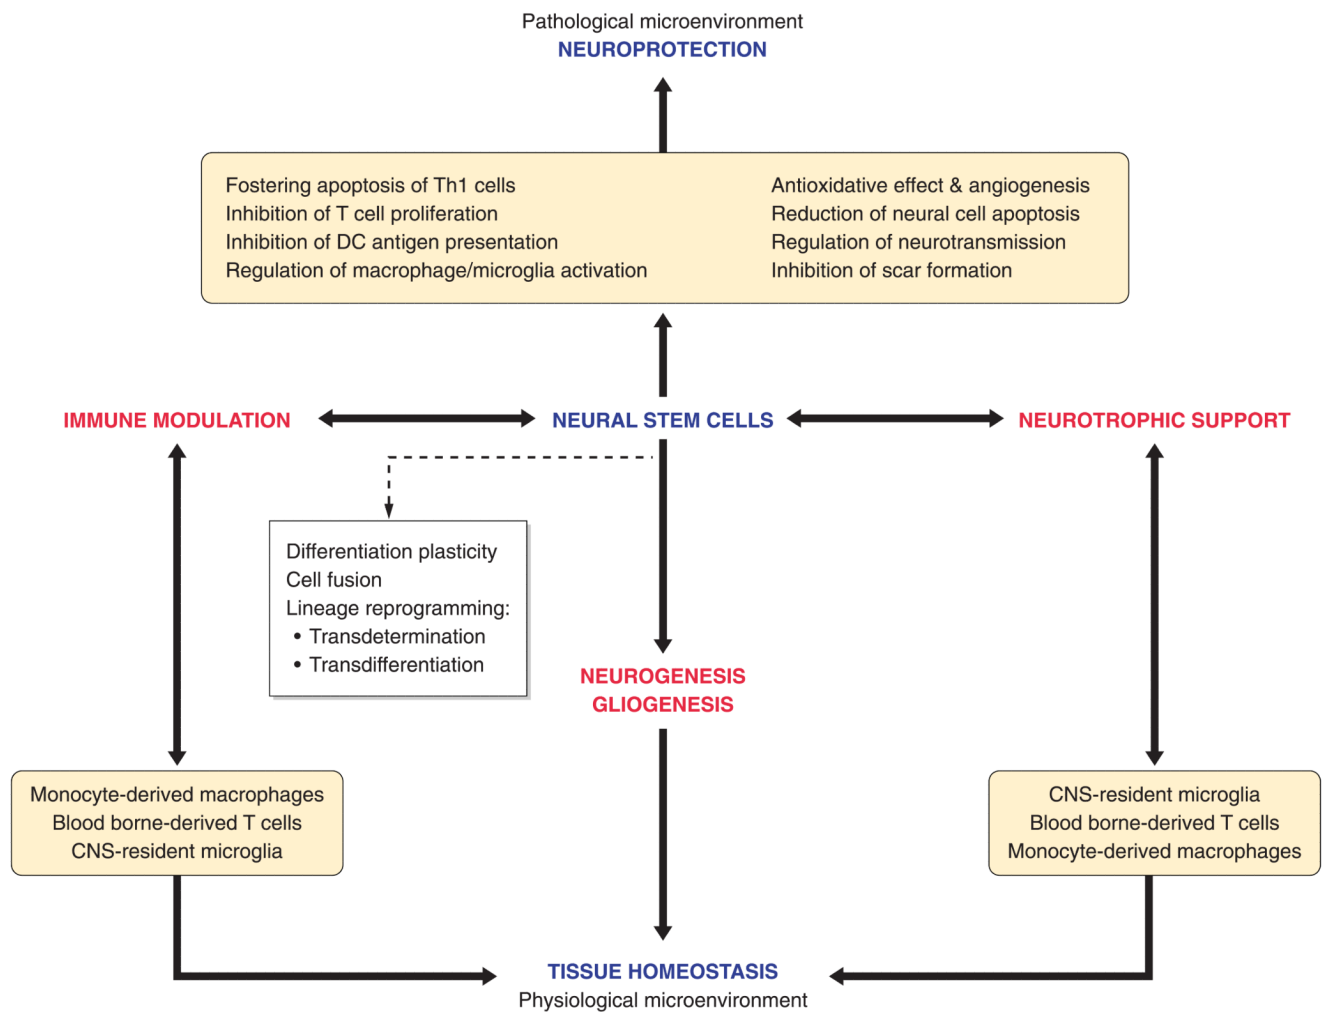 Pathological microenvironment
NEUROPROTECTION
Fostering apoptosis of Th1 cells
Inhibition of T cell proliferation
Inhibition of DC antigen presentation
Regulation of macrophage/microglia activation
Antioxidative effect & angiogenesis
Reduction of neural cell apoptosis
Regulation of neurotransmission
Inhibition of scar formation
IMMUNE MODULATION
NEURAL STEM CELLS
NEUROTROPHIC SUPPORT
Differentiation plasticity
Cell fusion
Lineage reprogramming:
• Transdetermination
• Transdifferentiation
NEUROGENESIS
GLIOGENESIS
Monocyte-derived macrophages
Blood borne-derived T cells
CNS-resident microglia
CNS-resident microglia
Blood borne-derived T cells
Monocyte-derived macrophages
TISSUE HOMEOSTASIS
Physiological microenvironment